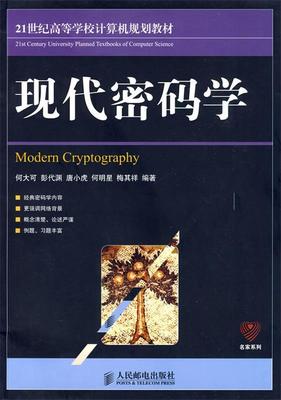 21世纪高等学校计算机规划教材
21st Century University Planned Textbooks of Computer Science
现代密码学
Modern Cryptography
何大可 彭代渊 唐小虎 何明星 梅其祥 编著
经典密码学内容
更强调网络背景
概念清楚、论述严谨
例题、习题丰富
名家系列
人民邮电出版社
POSTS & TELECOM PRESS